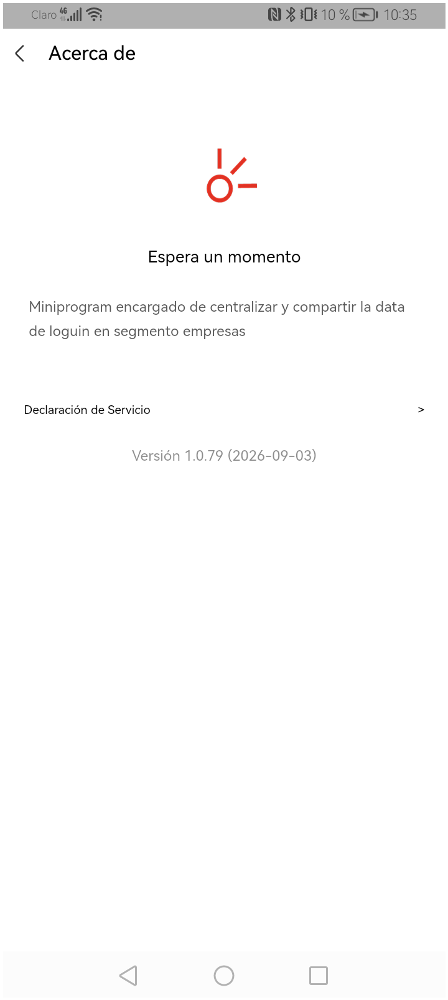 Claro 4G 10 % 10:35
Acerca de
Espera un momento
Miniprogram encargado de centralizar y compartir la data
de loguin en segmento empresas
Declaración de Servicio >
Versión 1.0.79 (2026-09-03)